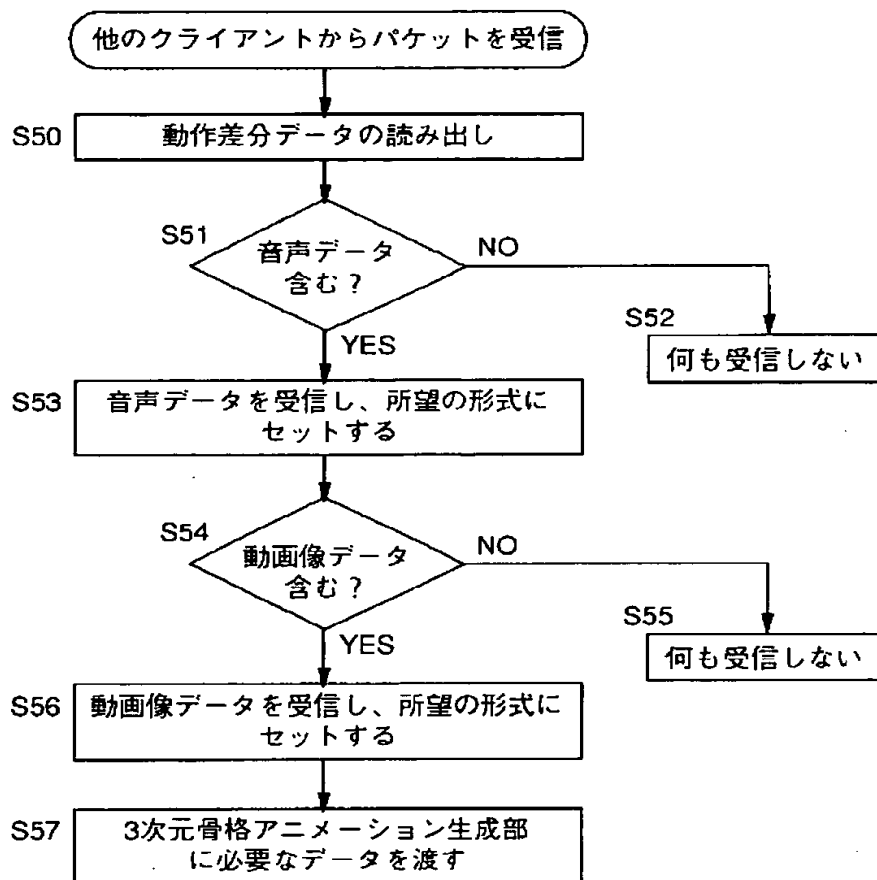 他のクライアントからパケットを受信
S50
動作差分データの読み出し
S51
音声データ
含む？
NO
S52
何も受信しない
YES
S53
音声データを受信し、所望の形式に
セットする
S54
動画像データ
含む？
NO
S55
何も受信しない
YES
S56
動画像データを受信し、所望の形式に
セットする
S57
3次元骨格アニメーション生成部
に必要なデータを渡す